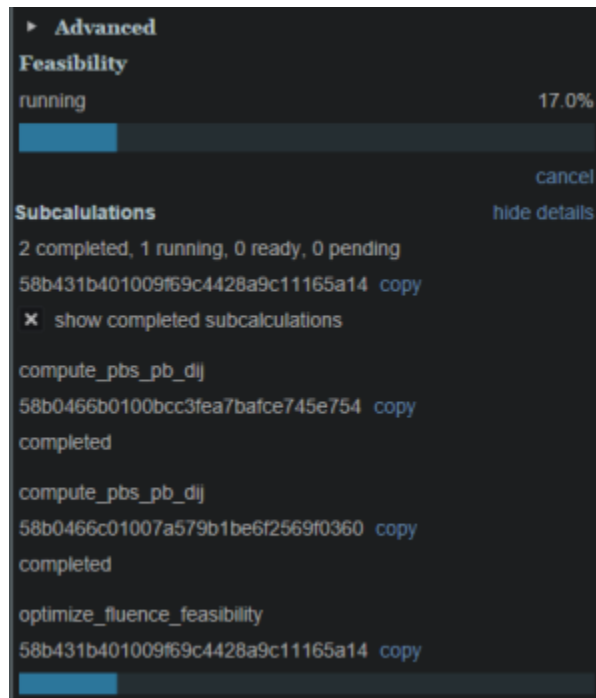 Advanced
Feasibility
running 17.0%
cancel
Subcalulations hide details
2 completed, 1 running, 0 ready, 0 pending
58b431b401009f69c4428a9c11165a14 copy
show completed subcalculations
compute_pbs_pb_dij
58b0466b0100bcc3fea7bafce745e754 copy
completed
compute_pbs_pb_dij
58b0466c01007a579b1be6f2569f0360 copy
completed
optimize_fluence_feasibility
58b431b401009f69c4428a9c11165a14 copy